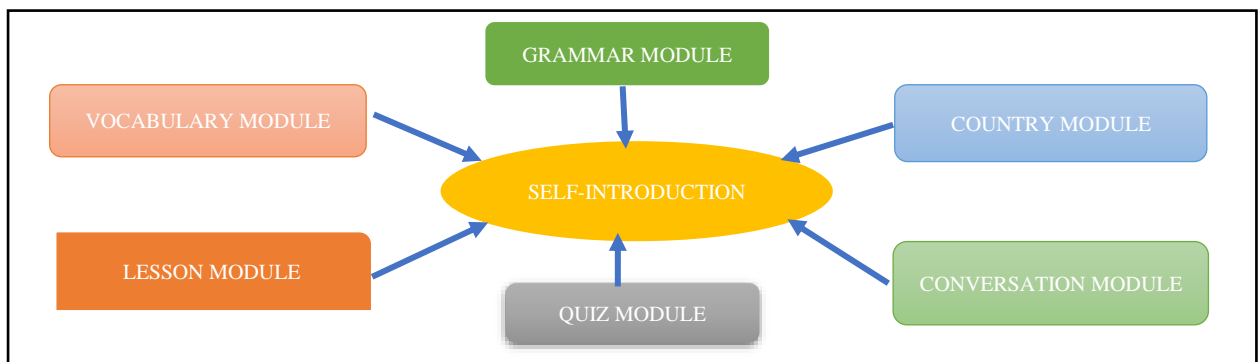 GRAMMAR MODULE
VOCABULARY MODULE
COUNTRY MODULE
SELF-INTRODUCTION
LESSON MODULE
CONVERSATION MODULE
QUIZ MODULE